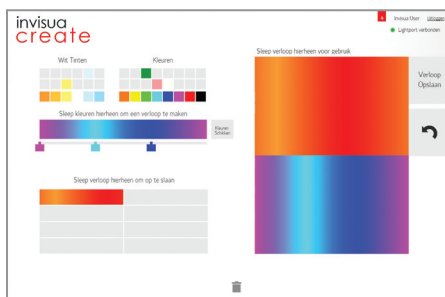 invisua
create
4
Invisua User
Uitloggen
Lightport verbonden
Wit Tinten
Kleuren
Sleep kleuren hierheen om een verloop te maken
Kleuren
Sleep verloop hierheen om op te slaan
Sleep verloop hierheen voor gebruik
Verloop
Opslaan